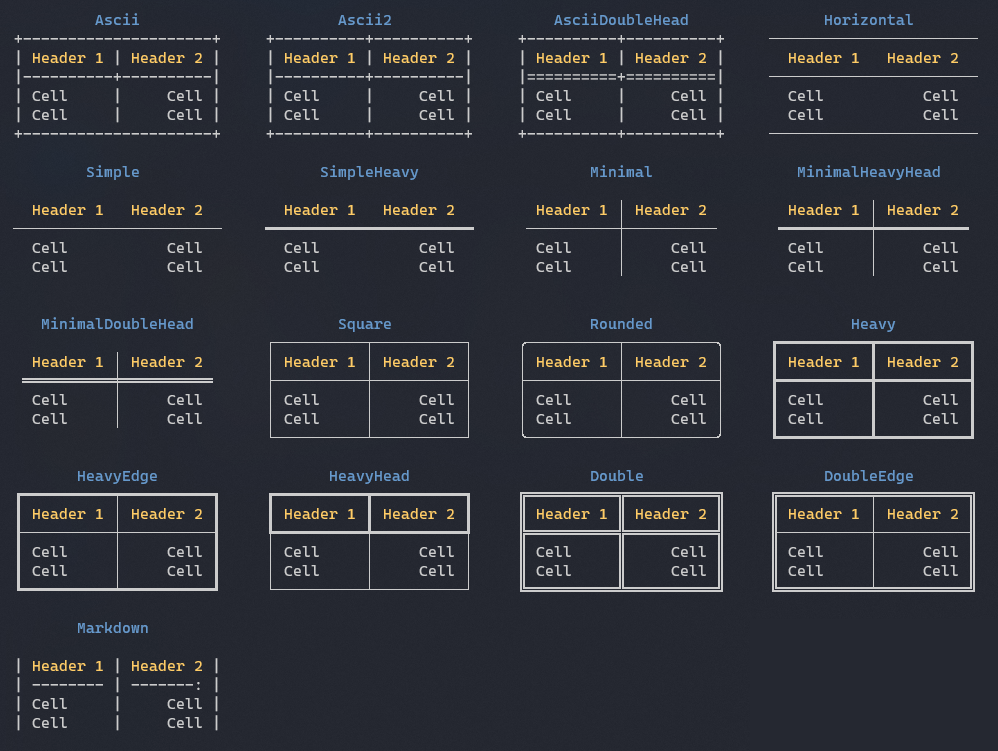 Ascii Ascii2 AsciiDoubleHead Horizontal
+---------------------+ +----------+----------+ +----------+----------+
| Header 1 | Header 2 | | Header 1 | Header 2 | | Header 1 | Header 2 | Header 1 Header 2
|----------+----------| |----------+----------| |==========+==========|
| Cell | Cell | | Cell | Cell | | Cell | Cell | Cell Cell
| Cell | Cell | | Cell | Cell | | Cell | Cell | Cell Cell
+---------------------+ +----------+----------+ +----------+----------+
Simple SimpleHeavy Minimal MinimalHeavyHead
Header 1 Header 2 Header 1 Header 2 Header 1 Header 2 Header 1 Header 2
Cell Cell Cell Cell Cell Cell Cell Cell
Cell Cell Cell Cell Cell Cell Cell Cell
MinimalDoubleHead Square Rounded Heavy
Header 1 Header 2 Header 1 Header 2 Header 1 Header 2 Header 1 Header 2
Cell Cell Cell Cell Cell Cell Cell Cell
Cell Cell Cell Cell Cell Cell Cell Cell
HeavyEdge HeavyHead Double DoubleEdge
Header 1 Header 2 Header 1 Header 2 Header 1 Header 2 Header 1 Header 2
Cell Cell Cell Cell Cell Cell Cell Cell
Cell Cell Cell Cell Cell Cell Cell Cell
Markdown
| Header 1 | Header 2 |
| -------- | -------: |
| Cell | Cell |
| Cell | Cell |